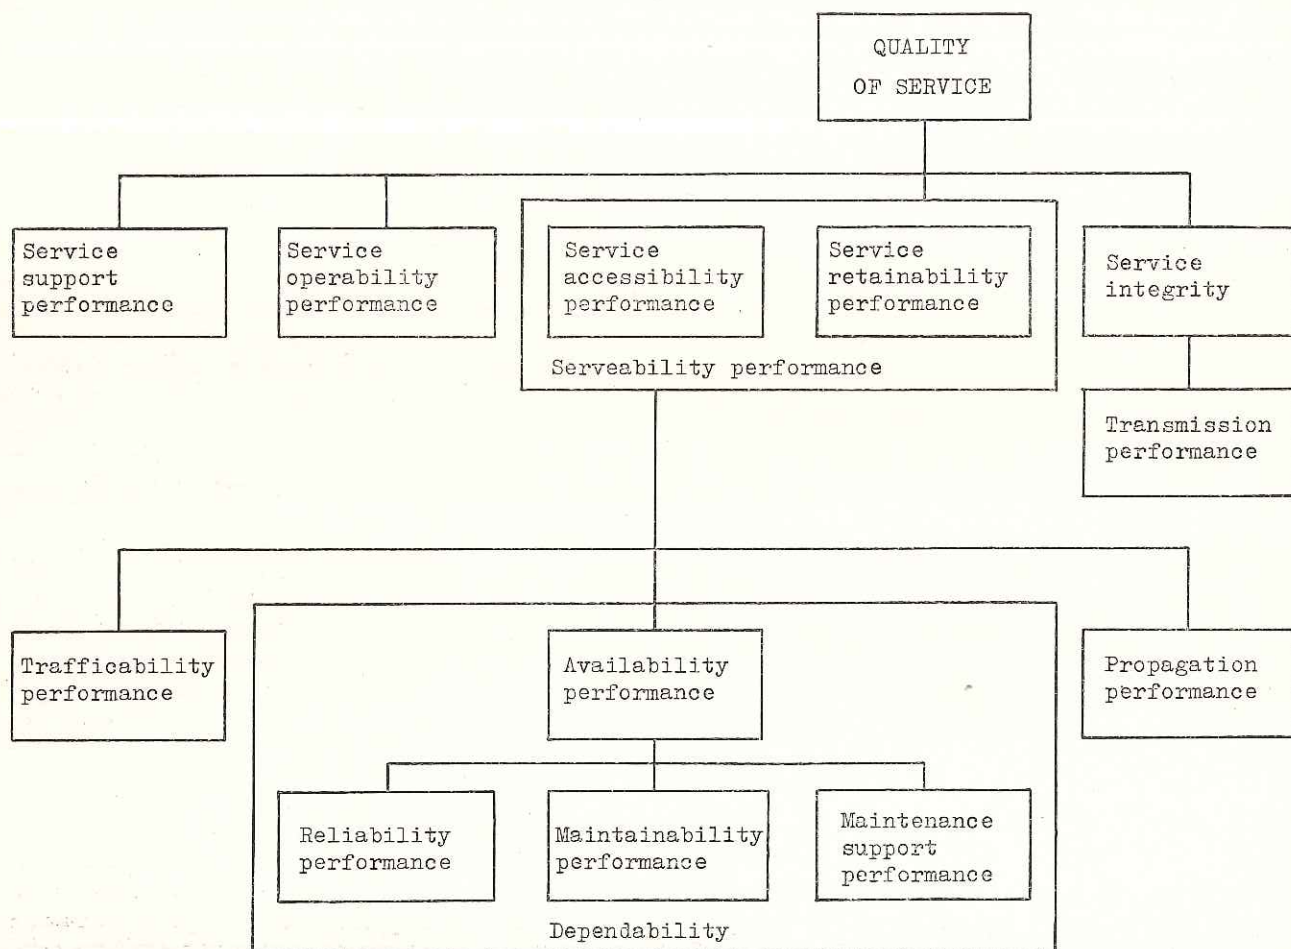 QUALITY
OF SERVICE
Service
support
performance
Service
operability
performance
Service
accessibility
performance
Service
retainability
performance
Service
integrity
Serveability performance
Transmission
performance
Trafficability
performance
Availability
performance
Propagation
performance
Reliability
performance
Maintainability
performance
Maintenance
support
performance
Dependability